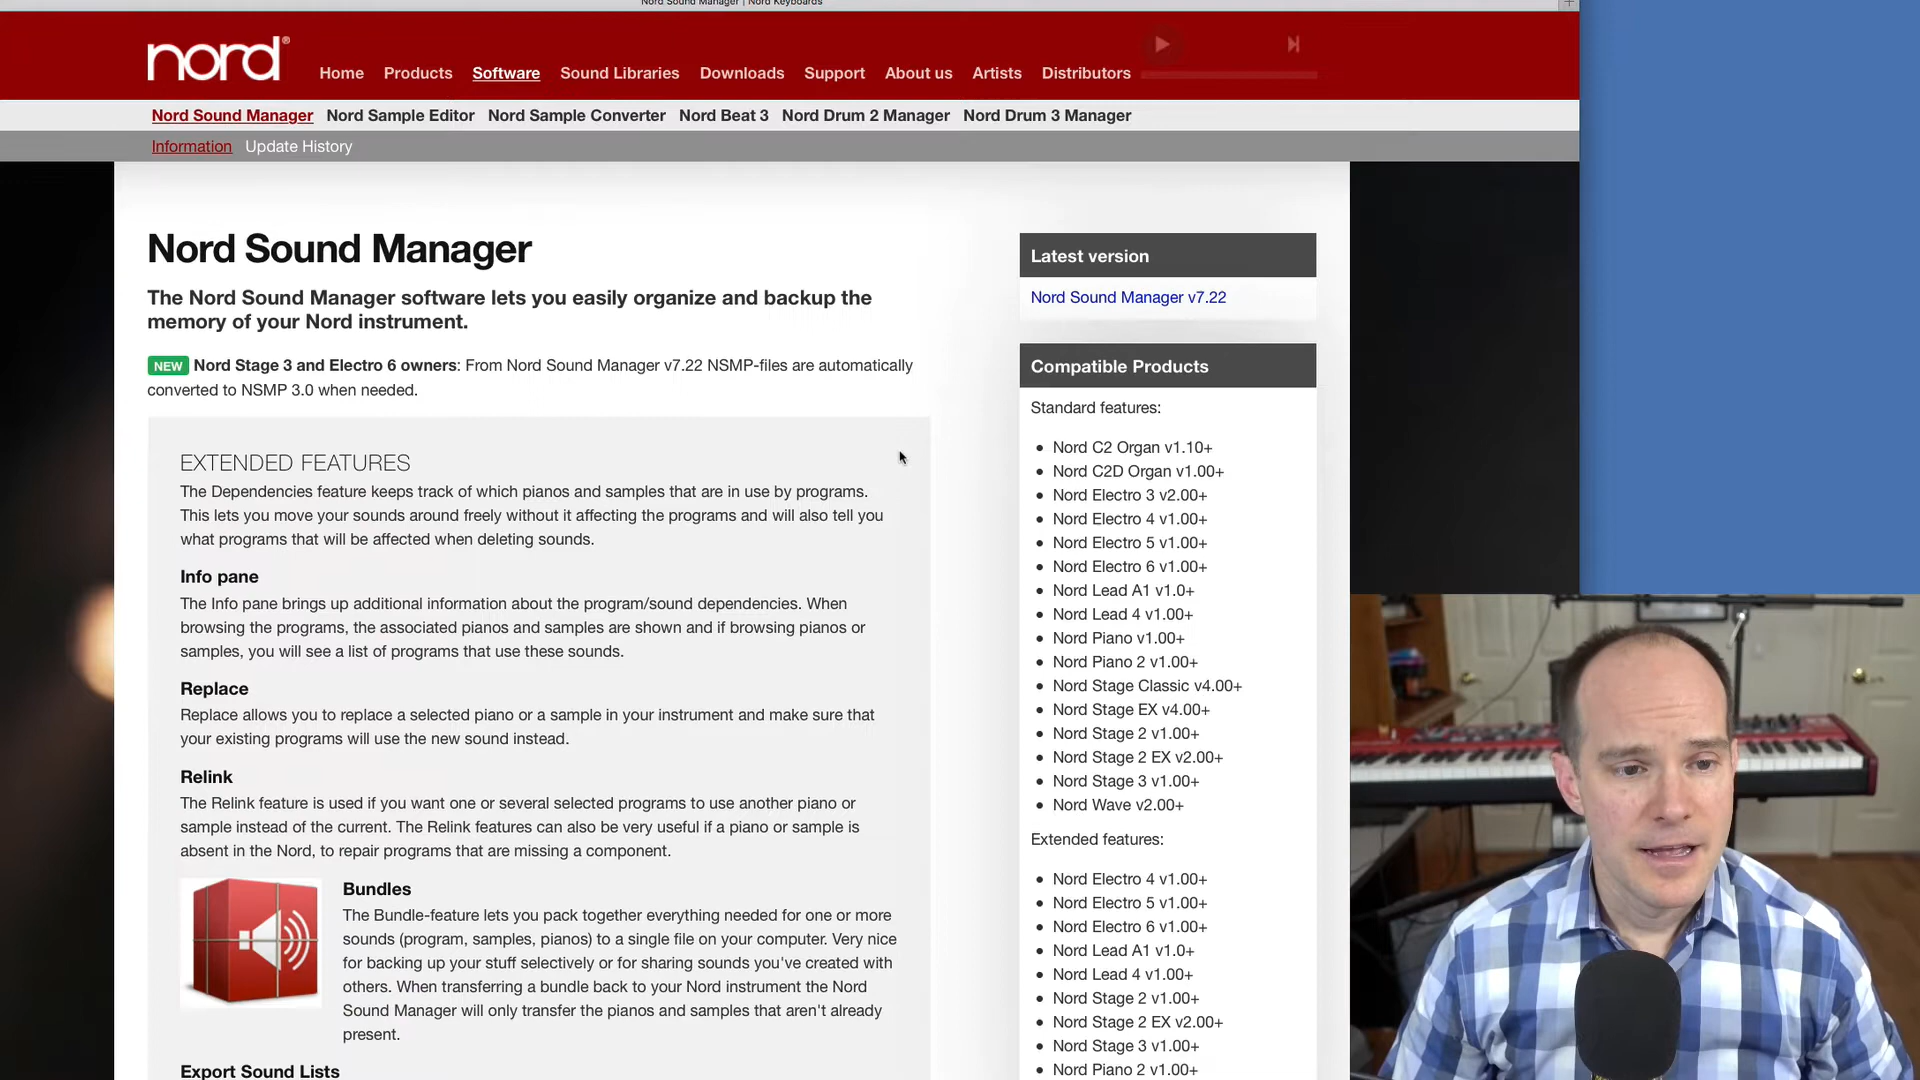 Nord Sound Manager | Nord Keyboards
nord®
Home Products Software Sound Libraries Downloads Support About us Artists Distributors
Nord Sound Manager Nord Sample Editor Nord Sample Converter Nord Beat 3 Nord Drum 2 Manager Nord Drum 3 Manager
Information Update History
Nord Sound Manager
The Nord Sound Manager software lets you easily organize and backup the
memory of your Nord instrument.
NEW Nord Stage 3 and Electro 6 owners: From Nord Sound Manager v7.22 NSMP-files are automatically
converted to NSMP 3.0 when needed.
EXTENDED FEATURES
The Dependencies feature keeps track of which pianos and samples that are in use by programs.
This lets you move your sounds around freely without it affecting the programs and will also tell you
what programs that will be affected when deleting sounds.
Info pane
The Info pane brings up additional information about the program/sound dependencies. When
browsing the programs, the associated pianos and samples are shown and if browsing pianos or
samples, you will see a list of programs that use these sounds.
Replace
Replace allows you to replace a selected piano or a sample in your instrument and make sure that
your existing programs will use the new sound instead.
Relink
The Relink feature is used if you want one or several selected programs to use another piano or
sample instead of the current. The Relink features can also be very useful if a piano or sample is
absent in the Nord, to repair programs that are missing a component.
Bundles
The Bundle-feature lets you pack together everything needed for one or more
sounds (program, samples, pianos) to a single file on your computer. Very nice
for backing up your stuff selectively or for sharing sounds you've created with
others. When transferring a bundle back to your Nord instrument the Nord
Sound Manager will only transfer the pianos and samples that aren't already
present.
Export Sound Lists
Latest version
Nord Sound Manager v7.22
Compatible Products
Standard features:
• Nord C2 Organ v1.10+
• Nord C2D Organ v1.00+
• Nord Electro 3 v2.00+
• Nord Electro 4 v1.00+
• Nord Electro 5 v1.00+
• Nord Electro 6 v1.00+
• Nord Lead A1 v1.0+
• Nord Lead 4 v1.00+
• Nord Piano v1.00+
• Nord Piano 2 v1.00+
• Nord Stage Classic v4.00+
• Nord Stage EX v4.00+
• Nord Stage 2 v1.00+
• Nord Stage 2 EX v2.00+
• Nord Stage 3 v1.00+
• Nord Wave v2.00+
Extended features:
• Nord Electro 4 v1.00+
• Nord Electro 5 v1.00+
• Nord Electro 6 v1.00+
• Nord Lead A1 v1.0+
• Nord Lead 4 v1.00+
• Nord Stage 2 v1.00+
• Nord Stage 2 EX v2.00+
• Nord Stage 3 v1.00+
• Nord Piano 2 v1.00+